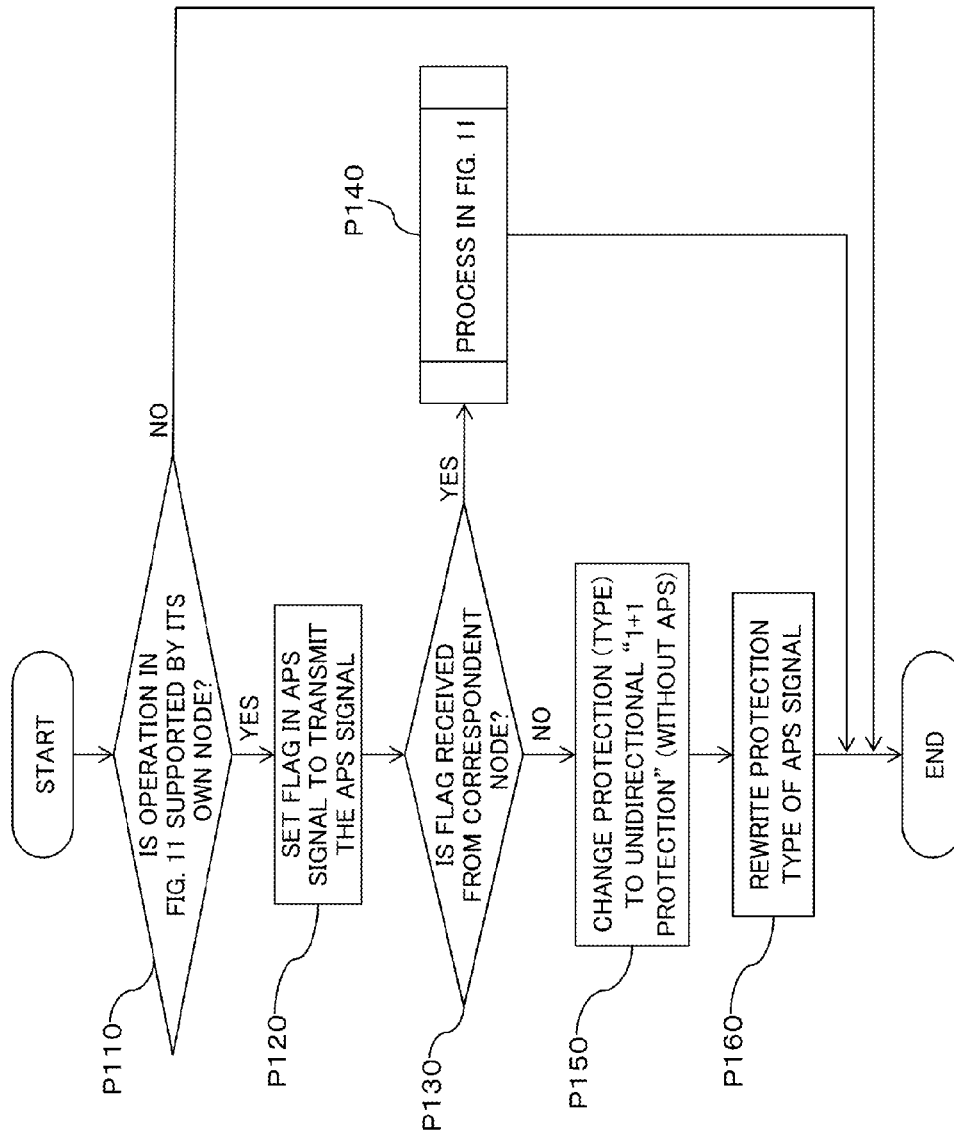 START
P110
IS OPERATION IN
FIG. 11 SUPPORTED BY ITS
OWN NODE?
NO
YES
P120
SET FLAG IN APS
SIGNAL TO TRANSMIT
THE APS SIGNAL
P130
IS FLAG RECEIVED
FROM CORRESPONDENT
NODE?
YES
P140
PROCESS IN FIG. 11
NO
P150
CHANGE PROTECTION (TYPE)
TO UNIDIRECTIONAL "1+1
PROTECTION" (WITHOUT APS)
P160
REWRITE PROTECTION
TYPE OF APS SIGNAL
END